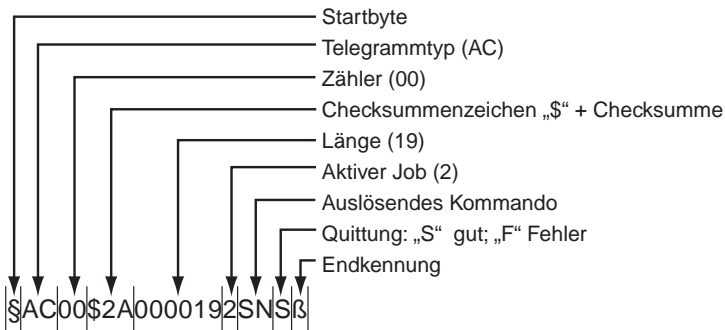 Startbyte
Telegrammtyp (AC)
Zähler (00)
Checksummenzeichen „$“ + Checksumme
Länge (19)
Aktiver Job (2)
Auslösendes Kommando
Quittung: „S“ gut; „F“ Fehler
Endkennung
§AC00$2A0000192SNSß